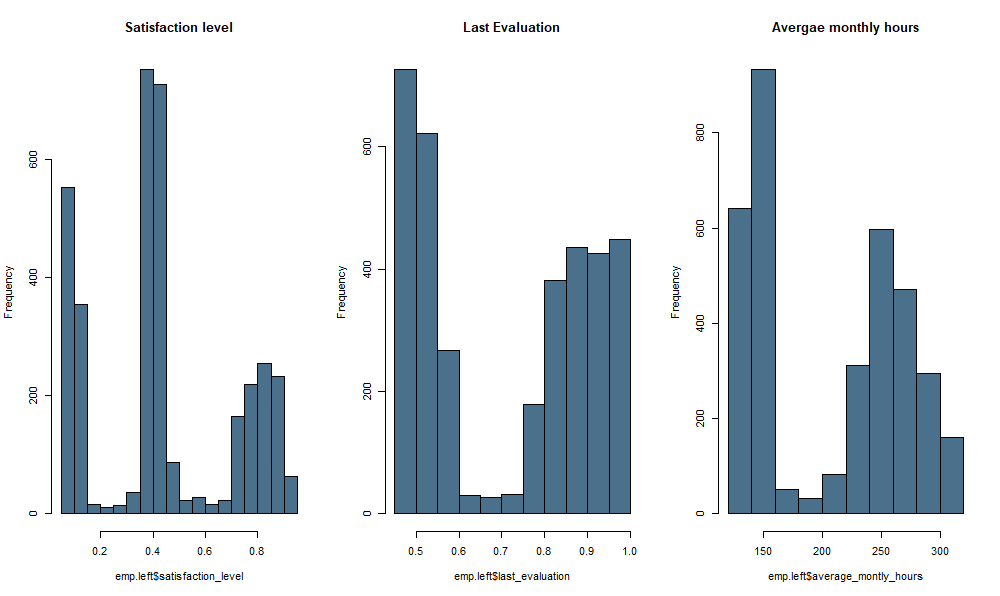 Satisfaction level
Frequency
0
200
400
600
0.2 0.4 0.6 0.8
emp.left$satisfaction_level
Last Evaluation
Frequency
0
200
400
600
0.5 0.6 0.7 0.8 0.9 1.0
emp.left$last_evaluation
Avergae monthly hours
Frequency
0
200
400
600
800
150 200 250 300
emp.left$average_montly_hours